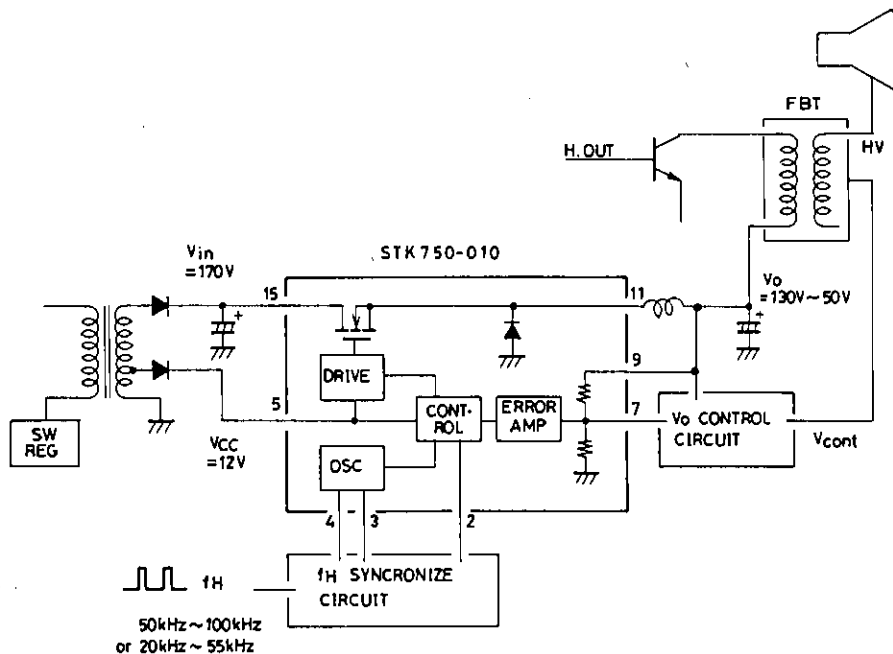 FBT
HV
H. OUT
STK750-010
Vin
=170V
Vo
=130V~50V
15
11
+
+
DRIVE
9
5
CONT-
ROL
ERROR
AMP
7
Vo CONTROL
CIRCUIT
Vcont
SW
REG
VCC
=12V
OSC
4
3
2
fH SYNCRONIZE
CIRCUIT
fH
50kHz~100kHz
or 20kHz~55kHz